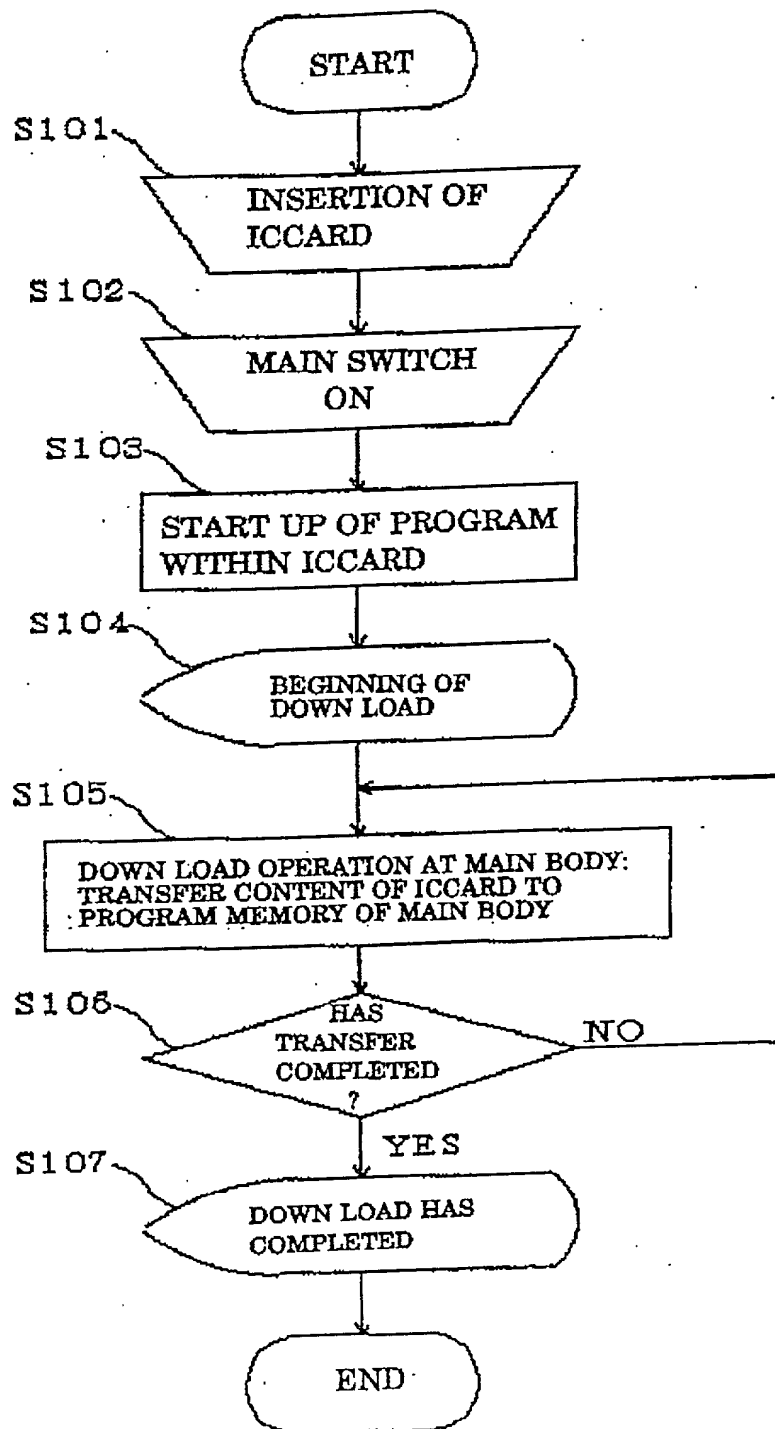 START
S101
INSERTION OF
ICCARD
S102
MAIN SWITCH
ON
S103
START UP OF PROGRAM
WITHIN ICCARD
S104
BEGINNING OF
DOWN LOAD
S105
DOWN LOAD OPERATION AT MAIN BODY:
TRANSFER CONTENT OF ICCARD TO
PROGRAM MEMORY OF MAIN BODY
S106
HAS
TRANSFER
COMPLETED
?
NO
YES
S107
DOWN LOAD HAS
COMPLETED
END